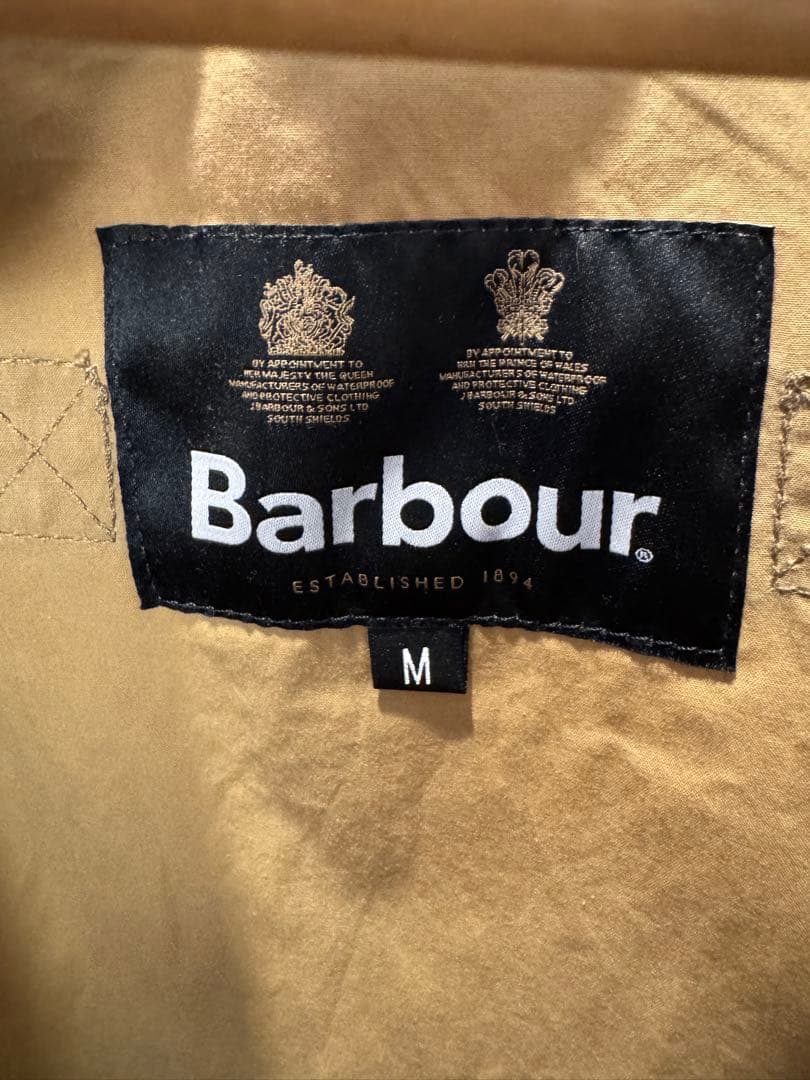 BY APPOINTMENT TO
HER MAJESTY THE QUEEN
MANUFACTURERS OF WATERPROOF
AND PROTECTIVE CLOTHING
J BARBOUR & SONS LTD
SOUTH SHIELDS
BY APPOINTMENT TO
HRH THE PRINCE OF WALES
MANUFACTURERS OF WATERPROOF
AND PROTECTIVE CLOTHING
J BARBOUR & SONS LTD
SOUTH SHIELDS
Barbour®
ESTABLISHED 1894
M